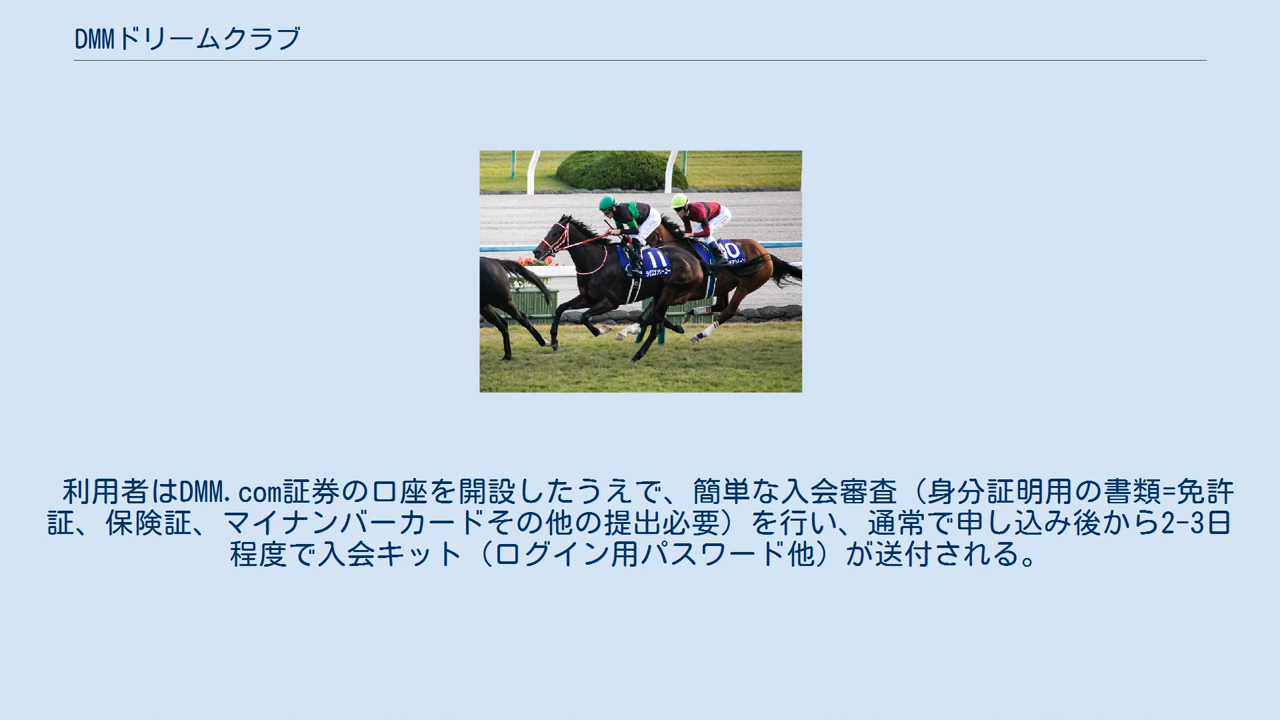 DMMドリームクラブ
11
利用者はDMM.com証券の口座を開設したうえで、簡単な入会審査（身分証明用の書類=免許
証、保険証、マイナンバーカードその他の提出必要）を行い、通常で申し込み後から2-3日
程度で入会キット（ログイン用パスワード他）が送付される。